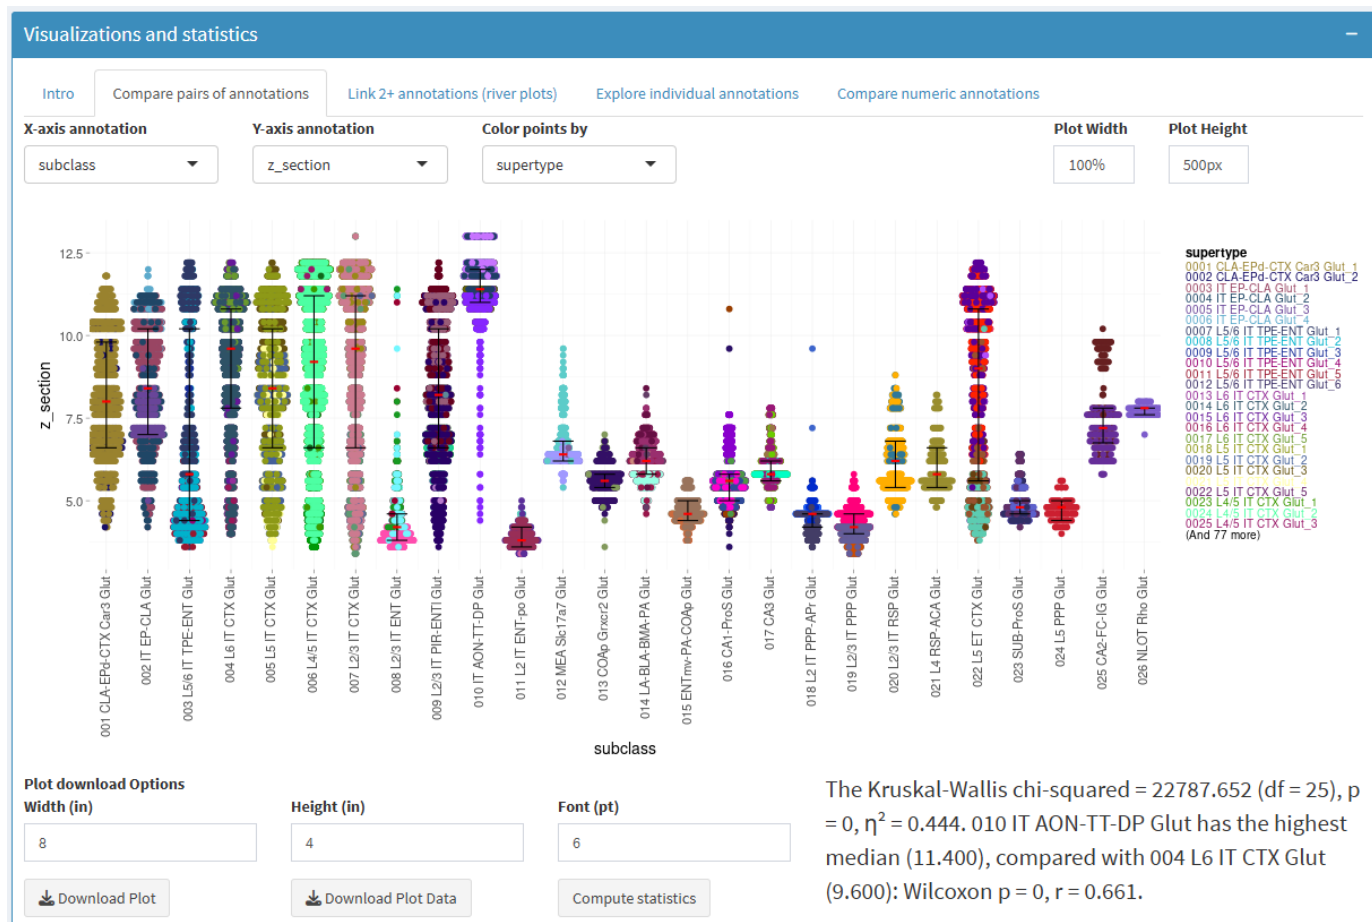 Visualizations and statistics
Intro
Compare pairs of annotations
Link 2+ annotations (river plots)
Explore individual annotations
Compare numeric annotations
X-axis annotation
Y-axis annotation
Color points by
Plot Width
Plot Height
subclass
z_section
supertype
100%
500px
12.5
10.0
7.5
5.0
z_section
001 CLA-EPd-CTX Car3 Glut
002 IT EP-CLA Glut
003 L5/6 IT TPE-ENT Glut
004 L6 IT CTX Glut
005 L5 IT CTX Glut
006 L4/5 IT CTX Glut
007 L2/3 IT CTX Glut
008 L2/3 IT ENT Glut
009 L2/3 IT PIR-ENTl Glut
010 IT AON-TT-DP Glut
011 L2 IT ENT-po Glut
012 MEA Slc17a7 Glut
013 COAp Grxcr2 Glut
014 LA-BLA-BMA-PA Glut
015 ENTmv-PA-COAp Glut
016 CA1-ProS Glut
017 CA3 Glut
018 L2 IT PPP-APr Glut
019 L2/3 IT PPP Glut
020 L2/3 IT RSP Glut
021 L4 RSP-ACA Glut
022 L5 ET CTX Glut
023 SUB-ProS Glut
024 L5 PPP Glut
025 CA2-FC-IG Glut
026 NLOT Rho Glut
subclass
supertype
0001 CLA-EPd-CTX Car3 Glut_1
0002 CLA-EPd-CTX Car3 Glut_2
0003 IT EP-CLA Glut_1
0004 IT EP-CLA Glut_2
0005 IT EP-CLA Glut_3
0006 IT EP-CLA Glut_4
0007 L5/6 IT TPE-ENT Glut_1
0008 L5/6 IT TPE-ENT Glut_2
0009 L5/6 IT TPE-ENT Glut_3
0010 L5/6 IT TPE-ENT Glut_4
0011 L5/6 IT TPE-ENT Glut_5
0012 L5/6 IT TPE-ENT Glut_6
0013 L6 IT CTX Glut_1
0014 L6 IT CTX Glut_2
0015 L6 IT CTX Glut_3
0016 L6 IT CTX Glut_4
0017 L6 IT CTX Glut_5
0018 L5 IT CTX Glut_1
0019 L5 IT CTX Glut_2
0020 L5 IT CTX Glut_3
0022 L5 IT CTX Glut_5
0023 L4/5 IT CTX Glut_1
0024 L4/5 IT CTX Glut_2
0025 L4/5 IT CTX Glut_3
(And 77 more)
Plot download Options
Width (in)
Height (in)
Font (pt)
8
4
6
Download Plot
Download Plot Data
Compute statistics
The Kruskal-Wallis chi-squared = 22787.652 (df = 25), p
= 0, η² = 0.444. 010 IT AON-TT-DP Glut has the highest
median (11.400), compared with 004 L6 IT CTX Glut
(9.600): Wilcoxon p = 0, r = 0.661.